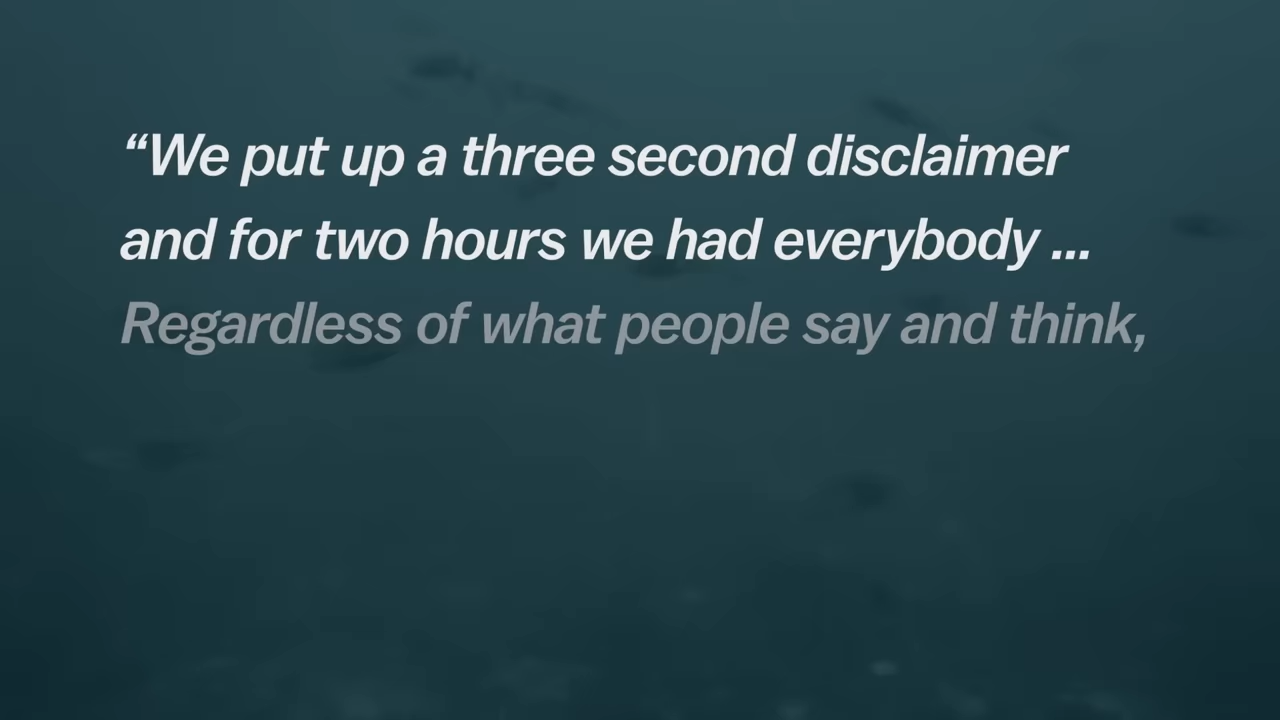 “We put up a three second disclaimer
and for two hours we had everybody ...
Regardless of what people say and think,